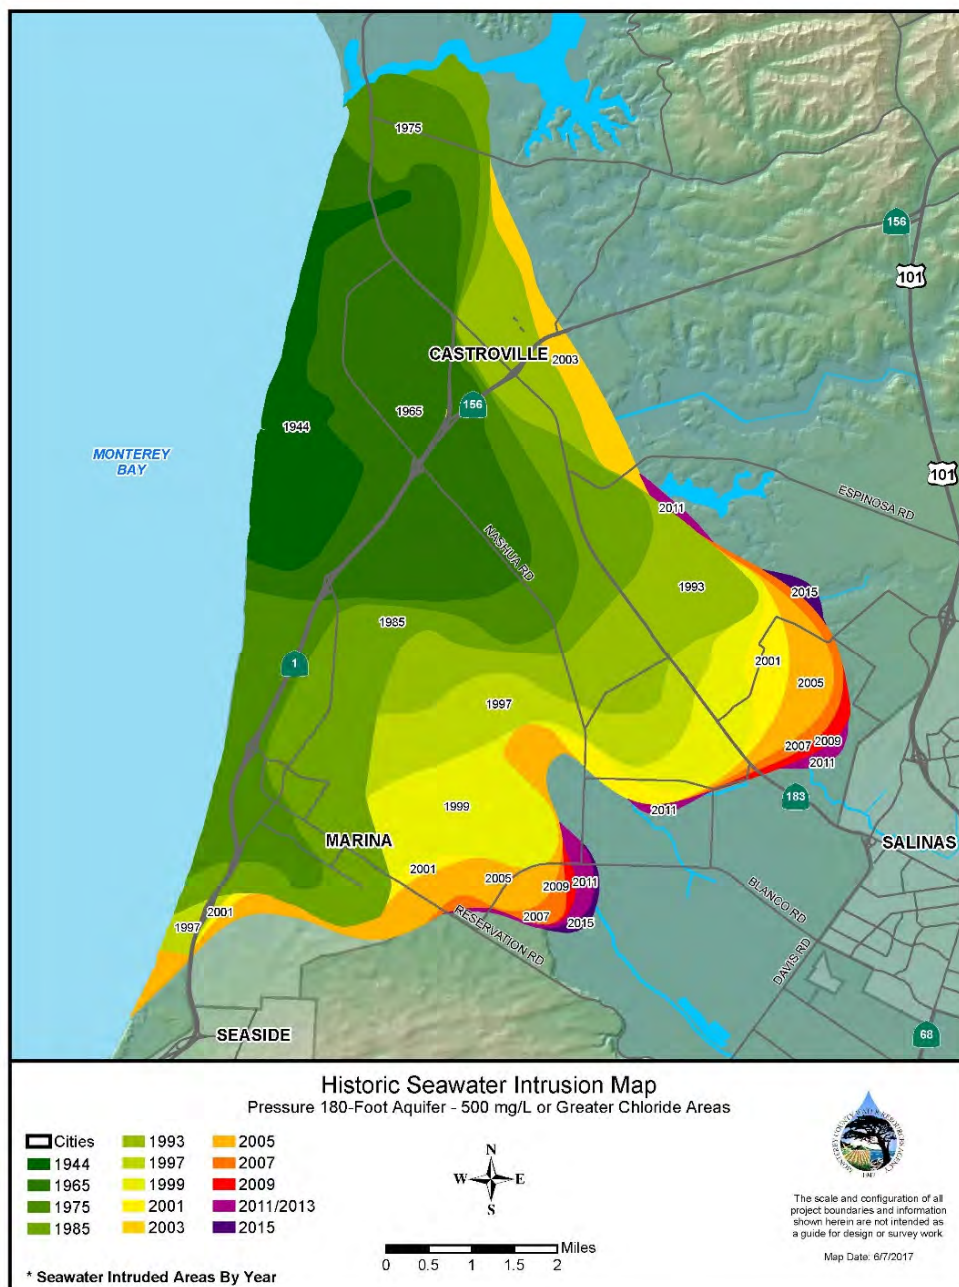 1975
156
101
CASTROVILLE
2003
156
1965
1944
MONTEREY
BAY
101
ESPINOSA RD
2011
NASHUA RD
1993
2015
1985
1
2001
2005
1997
2009
2007
2011
183
1999
2011
MARINA
SALINAS
2001
2005
2009
2011
BLANCO RD
2001
2007
2015
1997
RESERVATION RD
DAVIS RD
SEASIDE
68
Historic Seawater Intrusion Map
Pressure 180-Foot Aquifer - 500 mg/L or Greater Chloride Areas
Cities
1944
1965
1975
1985
1993
1997
1999
2001
2003
2005
2007
2009
2011/2013
2015
N
W E
S
Miles
0 0.5 1 1.5 2
MONTEREY COUNTY WATER RESOURCES AGENCY
The scale and configuration of all
project boundaries and information
shown herein are not intended as
a guide for design or survey work
Map Date: 6/7/2017
* Seawater Intruded Areas By Year